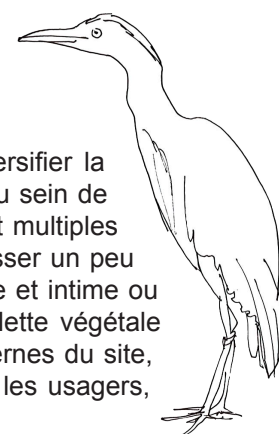 ersifier la
u sein de
t multiples
sser un peu
e et intime ou
lette végétale
ernes du site,
les usagers,